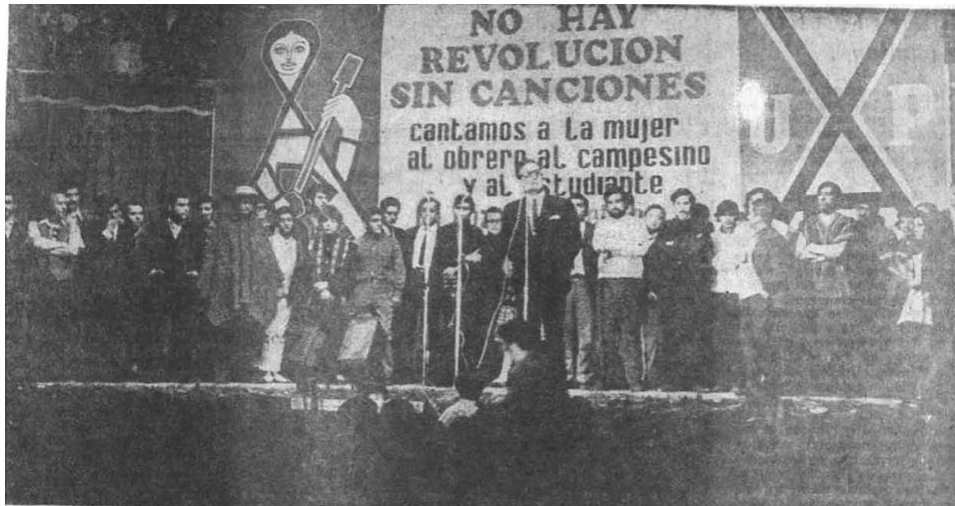 NO HAY
REVOLUCION
SIN CANCIONES
cantamos a la mujer
al obrero al campesino
y al estudiante
U P